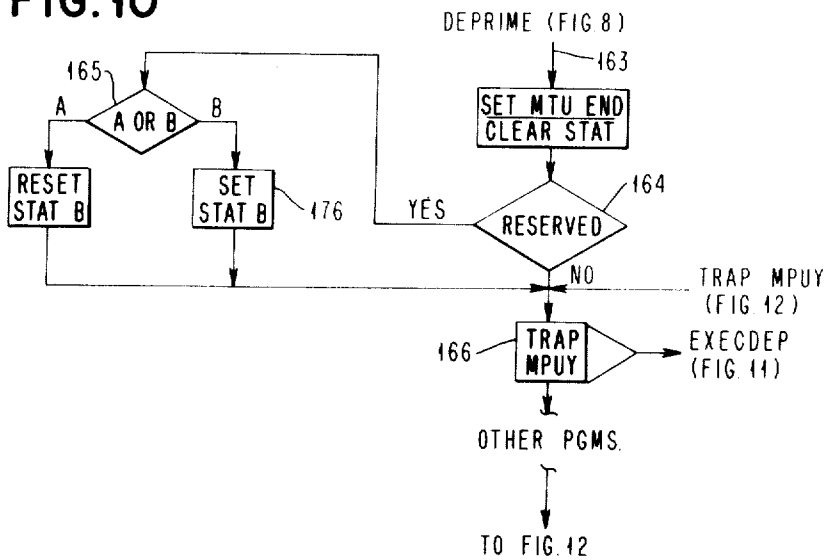 FIG. 10
DEPRIME (FIG. 8)
163
165
A
A OR B
B
SET MTU END
CLEAR STAT
RESET
STAT B
SET
STAT B
176
YES
164
RESERVED
NO
TRAP MPUY
(FIG. 12)
166
TRAP
MPUY
EXECDEP
(FIG. 11)
OTHER PGMS.
TO FIG. 12